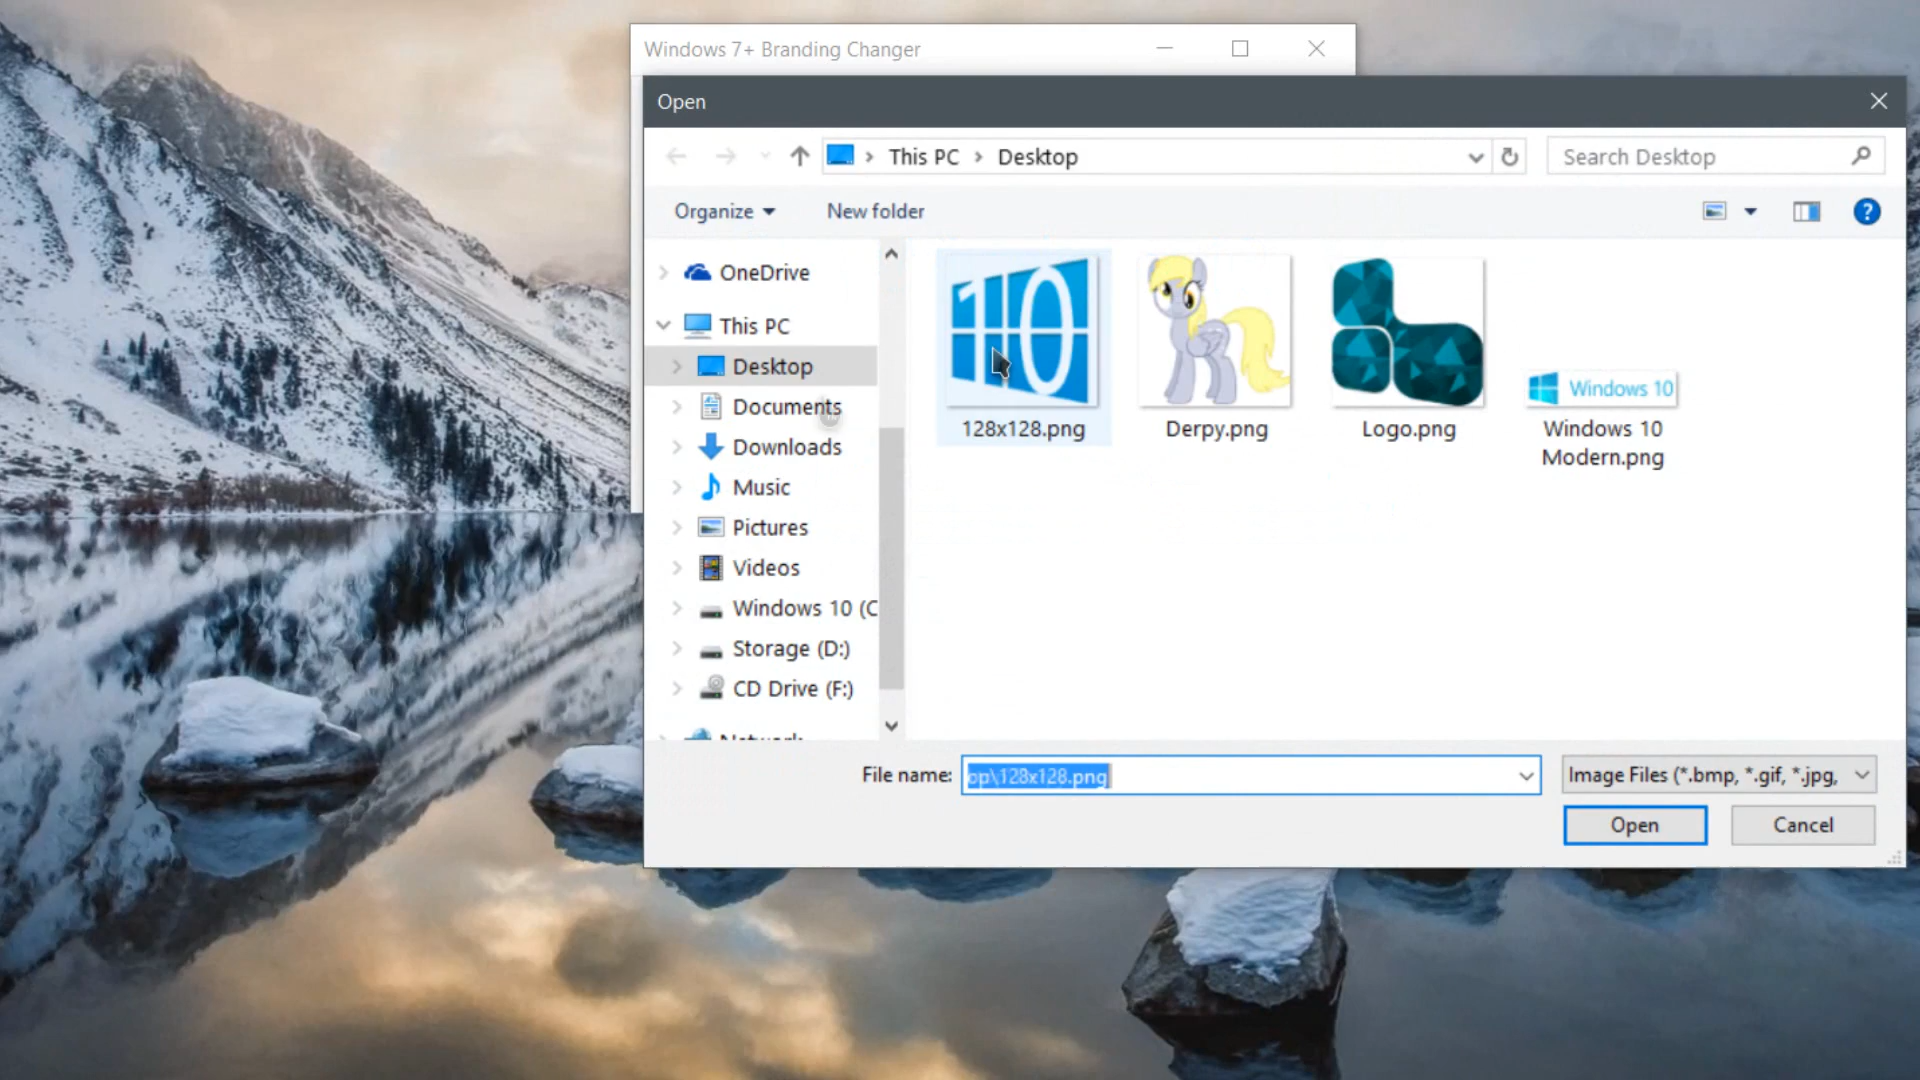 Windows 7+ Branding Changer
Open
This PC
Desktop
Search Desktop
Organize
New folder
?
OneDrive
This PC
Desktop
Documents
Downloads
Music
Pictures
Videos
Windows 10 (C
Storage (D:)
CD Drive (F:)
Network
10
Windows 10
128x128.png
Derpy.png
Logo.png
Windows 10
Modern.png
File name:
op\128x128.png
Image Files (*.bmp, *.gif, *.jpg,
Open
Cancel